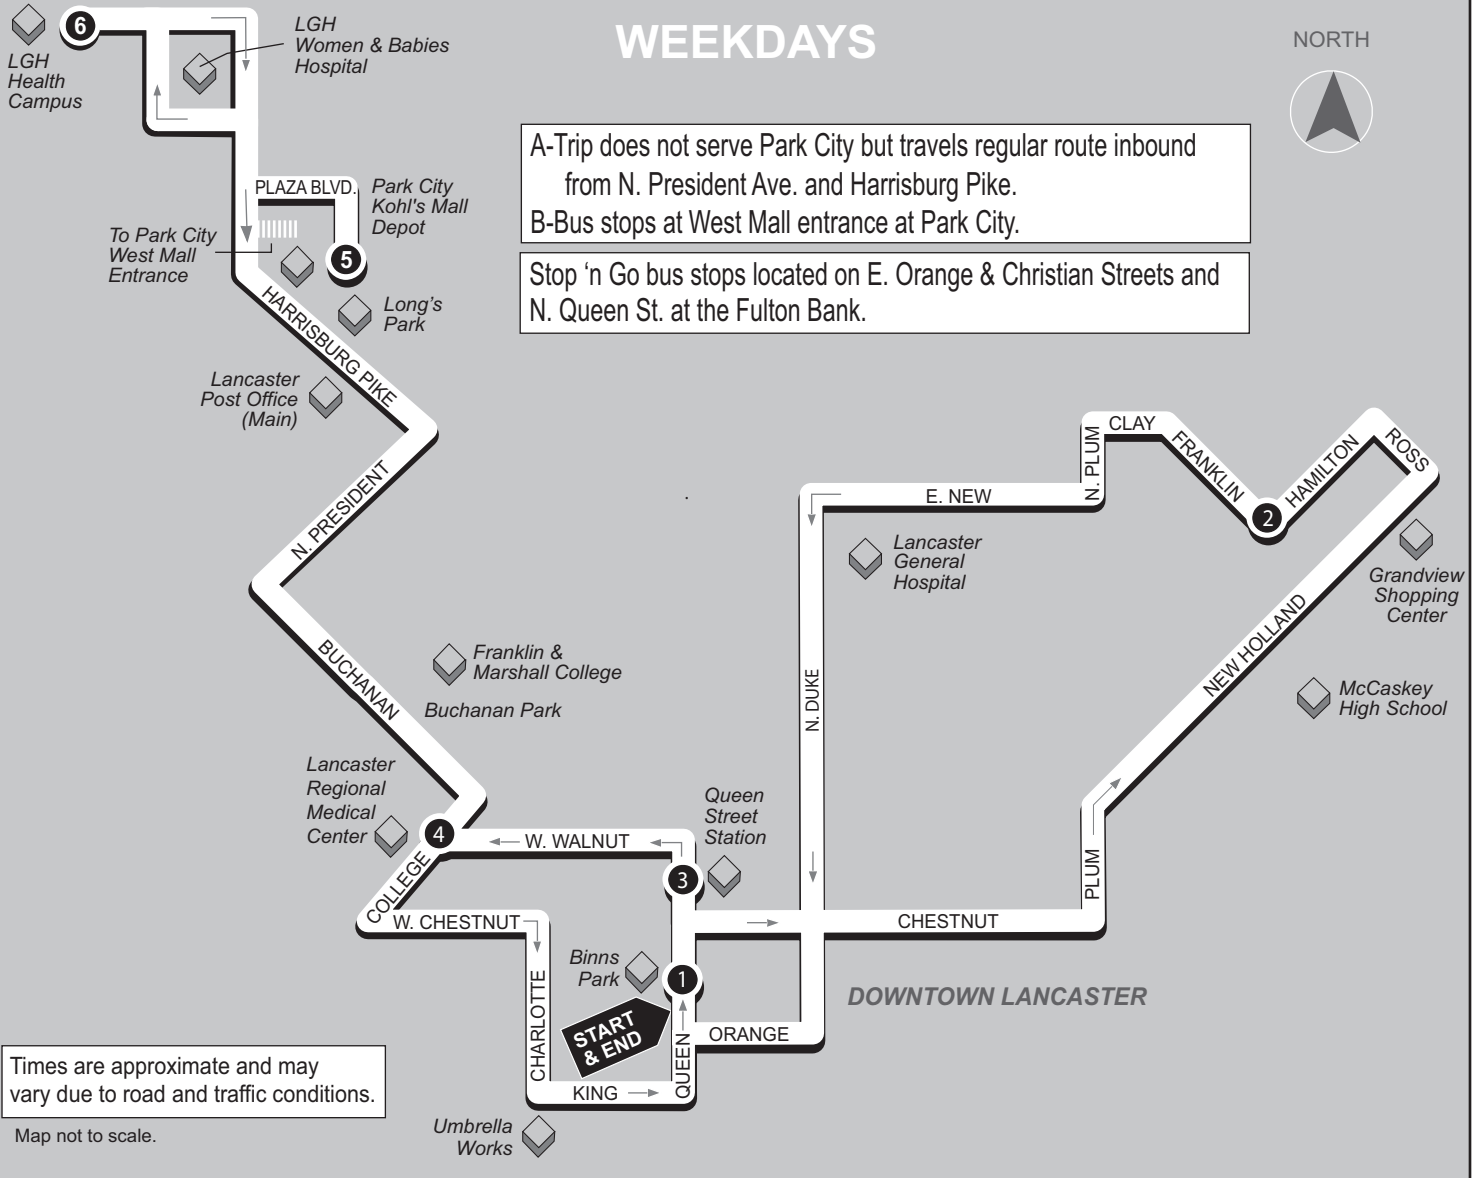 WEEKDAYS
NORTH
6
LGH
Health
Campus
LGH
Women & Babies
Hospital
A-Trip does not serve Park City but travels regular route inbound
from N. President Ave. and Harrisburg Pike.
B-Bus stops at West Mall entrance at Park City.
Stop ‘n Go bus stops located on E. Orange & Christian Streets and
N. Queen St. at the Fulton Bank.
PLAZA BLVD.
Park City
Kohl's Mall
Depot
To Park City
West Mall
Entrance
5
Long’s
Park
HARRISBURG PIKE
Lancaster
Post Office
(Main)
N. PRESIDENT
BUCHANAN
Franklin &
Marshall College
Buchanan Park
Lancaster
Regional
Medical
Center
4
W. WALNUT
Queen
Street
Station
3
COLLEGE
W. CHESTNUT
CHARLOTTE
KING
QUEEN
Binns
Park
1
START
& END
ORANGE
N. DUKE
CHESTNUT
PLUM
NEW HOLLAND
ROSS
HAMILTON
2
FRANKLIN
CLAY
N. PLUM
E. NEW
Lancaster
General
Hospital
Grandview
Shopping
Center
McCaskey
High School
DOWNTOWN LANCASTER
Umbrella
Works
Times are approximate and may
vary due to road and traffic conditions.
Map not to scale.